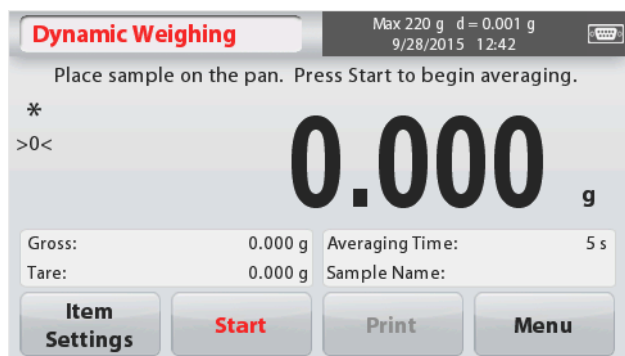 Dynamic Weighing
Max 220 g d = 0.001 g
9/28/2015 12:42
Place sample on the pan. Press Start to begin averaging.
*
>0<
0.000 g
Gross: 0.000 g
Tare: 0.000 g
Averaging Time: 5 s
Sample Name:
Item
Settings
Start
Print
Menu